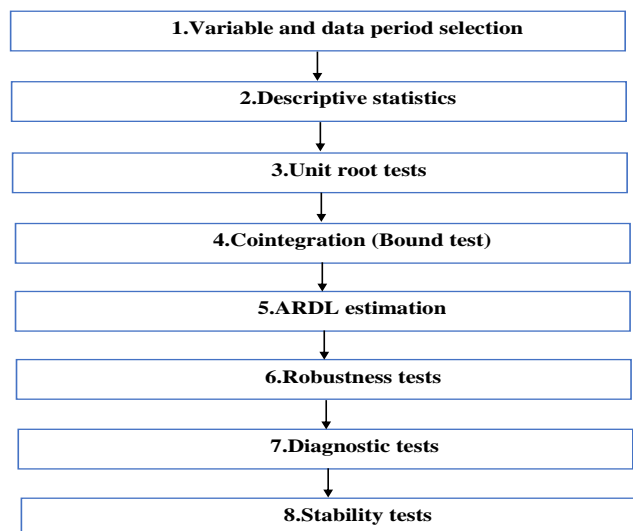 1.Variable and data period selection
2.Descriptive statistics
3.Unit root tests
4.Cointegration (Bound test)
5.ARDL estimation
6.Robustness tests
7.Diagnostic tests
8.Stability tests